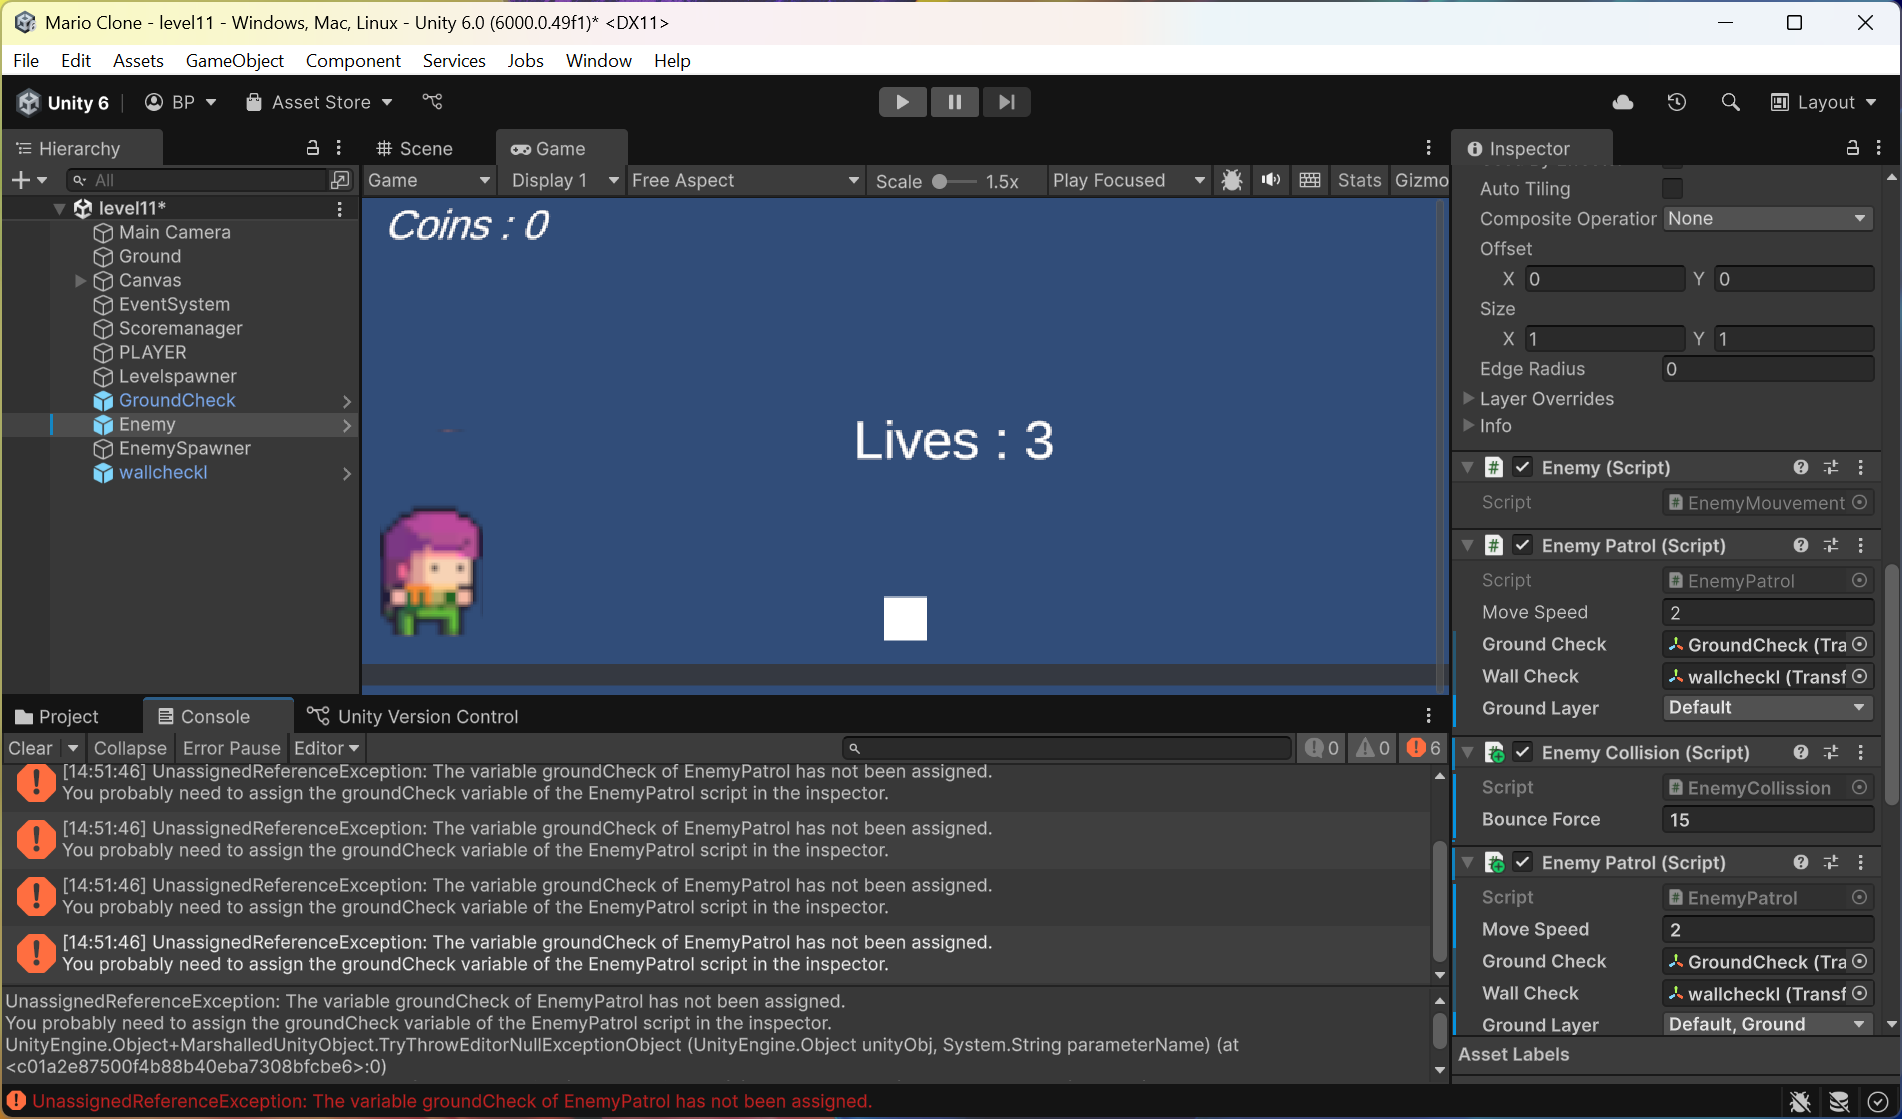 Mario Clone - level11 - Windows, Mac, Linux - Unity 6.0 (6000.0.49f1)* <DX11>
File Edit Assets GameObject Component Services Jobs Window Help
Unity 6 BP Asset Store Layout
Hierarchy
Scene Game
Inspector
All
Game Display 1 Free Aspect Scale 1.5x Play Focused Stats Gizmo
level11*
Main Camera
Ground
Canvas
EventSystem
Scoremanager
PLAYER
Levelspawner
GroundCheck
Enemy
EnemySpawner
wallcheckl
Coins : 0
Lives : 3
Auto Tiling
Composite Operation None
Offset
X 0 Y 0
Size
X 1 Y 1
Edge Radius 0
Layer Overrides
Info
Enemy (Script)
Script EnemyMouvement
Enemy Patrol (Script)
Script EnemyPatrol
Move Speed 2
Ground Check GroundCheck (Tra
Wall Check wallcheckl (Transf
Ground Layer Default
Enemy Collision (Script)
Script EnemyCollission
Bounce Force 15
Enemy Patrol (Script)
Script EnemyPatrol
Move Speed 2
Ground Check GroundCheck (Tra
Wall Check wallcheckl (Transf
Ground Layer Default, Ground
Asset Labels
Project Console Unity Version Control
Clear Collapse Error Pause Editor 0 0 6
[14:51:46] UnassignedReferenceException: The variable groundCheck of EnemyPatrol has not been assigned.
You probably need to assign the groundCheck variable of the EnemyPatrol script in the inspector.
[14:51:46] UnassignedReferenceException: The variable groundCheck of EnemyPatrol has not been assigned.
You probably need to assign the groundCheck variable of the EnemyPatrol script in the inspector.
[14:51:46] UnassignedReferenceException: The variable groundCheck of EnemyPatrol has not been assigned.
You probably need to assign the groundCheck variable of the EnemyPatrol script in the inspector.
[14:51:46] UnassignedReferenceException: The variable groundCheck of EnemyPatrol has not been assigned.
You probably need to assign the groundCheck variable of the EnemyPatrol script in the inspector.
UnassignedReferenceException: The variable groundCheck of EnemyPatrol has not been assigned.
You probably need to assign the groundCheck variable of the EnemyPatrol script in the inspector.
UnityEngine.Object+MarshalledUnityObject.TryThrowEditorNullExceptionObject (UnityEngine.Object unityObj, System.String parameterName) (at
<c01a2e87500f4b88b40eba7308bfcbe6>:0)
UnassignedReferenceException: The variable groundCheck of EnemyPatrol has not been assigned.